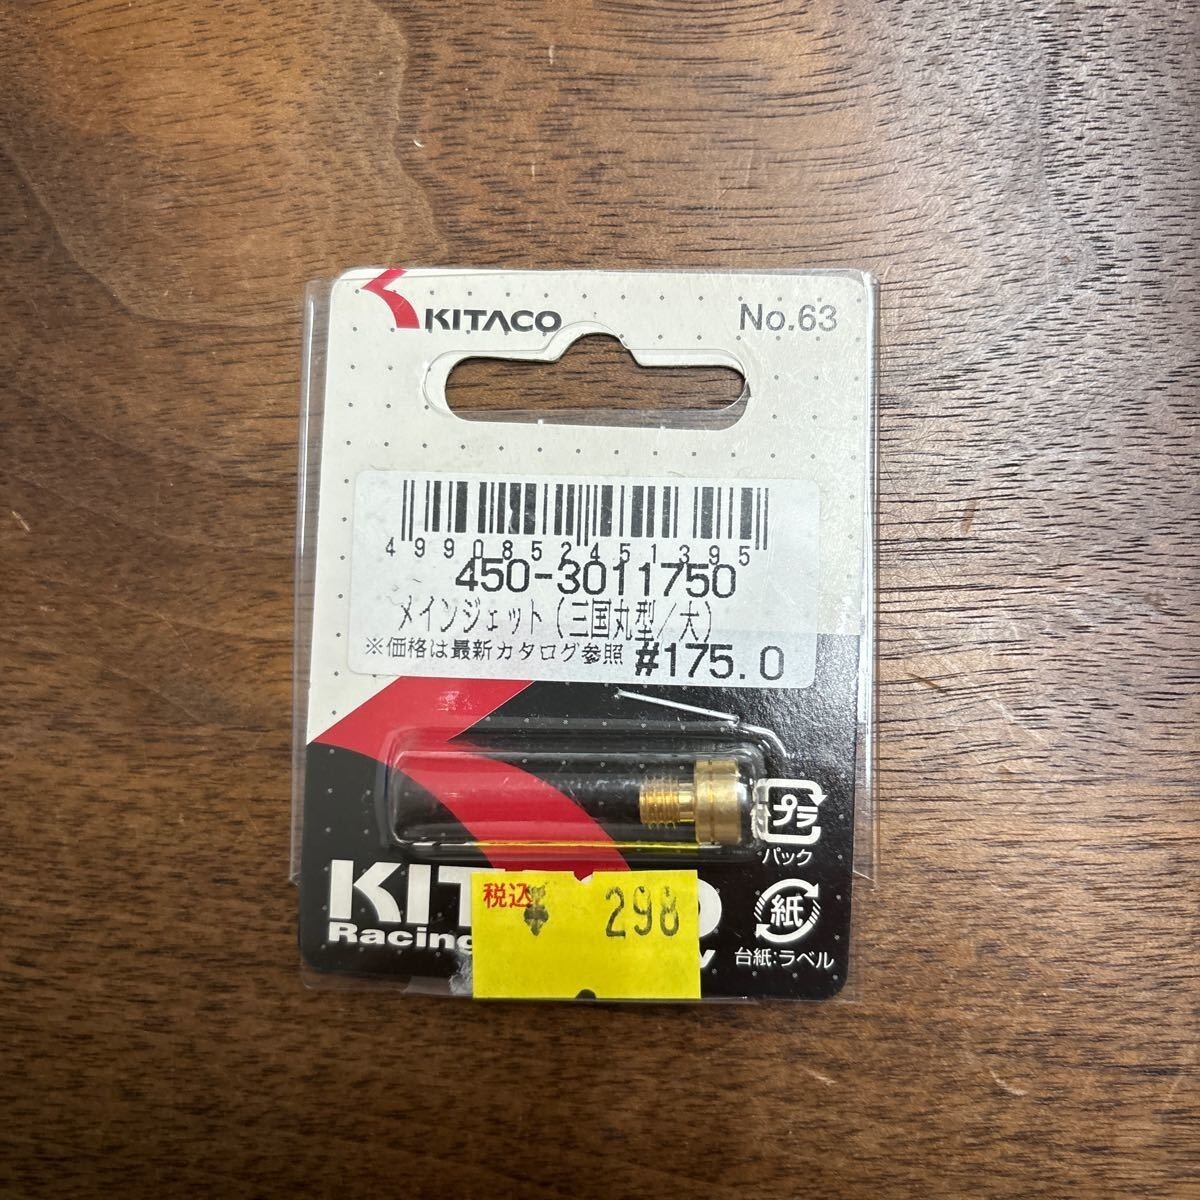 KITACO
No.63
4990852451395
450-3011750
メインジェット(三国丸型/大)
※価格は最新カタログ参照 #175.0
プラ
パック
KIT
Racing
税込 ¥ 298
紙
台紙:ラベル